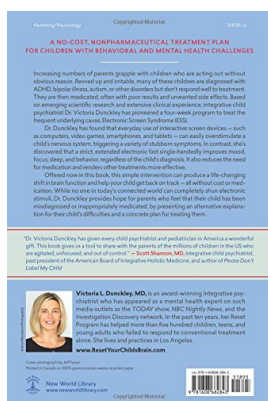 Copyrighted Material
Parenting/Psychology
A NO-COST, NONPHARMACEUTICAL TREATMENT PLAN
FOR CHILDREN WITH BEHAVIORAL AND MENTAL HEALTH CHALLENGES
Increasing numbers of parents grapple with children who are acting out without
obvious reason. Revved up and irritable, many of these children are diagnosed with
ADHD, bipolar illness, autism, or other disorders but don't respond well to treatment.
They are then medicated, often with poor results and unwanted side effects. Based
on emerging scientific research and extensive clinical experience, integrative child
psychiatrist Dr. Victoria Dunckley has pioneered a four-week program to treat the
frequent underlying cause, Electronic Screen Syndrome (ESS).
Dr. Dunckley has found that everyday use of interactive screen devices — such
as computers, video games, smartphones, and tablets — can easily overstimulate a
child's nervous system, triggering a variety of stubborn symptoms. In contrast, she's
discovered that a strict, extended electronic fast single-handedly improves mood,
focus, sleep, and behavior, regardless of the child's diagnosis. It also reduces the need
for medication and renders other treatments more effective.
Offered now in this book, this simple intervention can produce a life-changing
shift in brain function and help your child get back on track — all without cost or medi-
cation. While no one in today's connected world can completely shun electronic
stimuli, Dr. Dunckley provides hope for parents who feel that their child has been
misdiagnosed or inappropriately medicated, by presenting an alternative explana-
tion for their child's difficulties and a concrete plan for treating them.
"Dr. Victoria Dunckley has given every child psychiatrist and pediatrician in America a wonderful
gift. This book gives us a tool to share with the parents of the millions of children in the US who
are agitated, unfocused, and out of control." — Scott Shannon, MD, integrative child psychiatrist,
past president of the American Board of Integrative Holistic Medicine, and author of Please Don't
Label My Child
Victoria L. Dunckley, MD, is an award-winning integrative psy-
chiatrist who has appeared as a mental health expert on such
media outlets as the TODAY show, NBC Nightly News, and the
Investigation Discovery network. In the past ten years, her Reset
Program has helped more than five hundred children, teens, and
young adults who failed to respond to conventional treatment
alone. She lives and practices in Los Angeles.
www.ResetYourChildsBrain.com
New World Library
www.newworldlibrary.com
Copyrighted Material